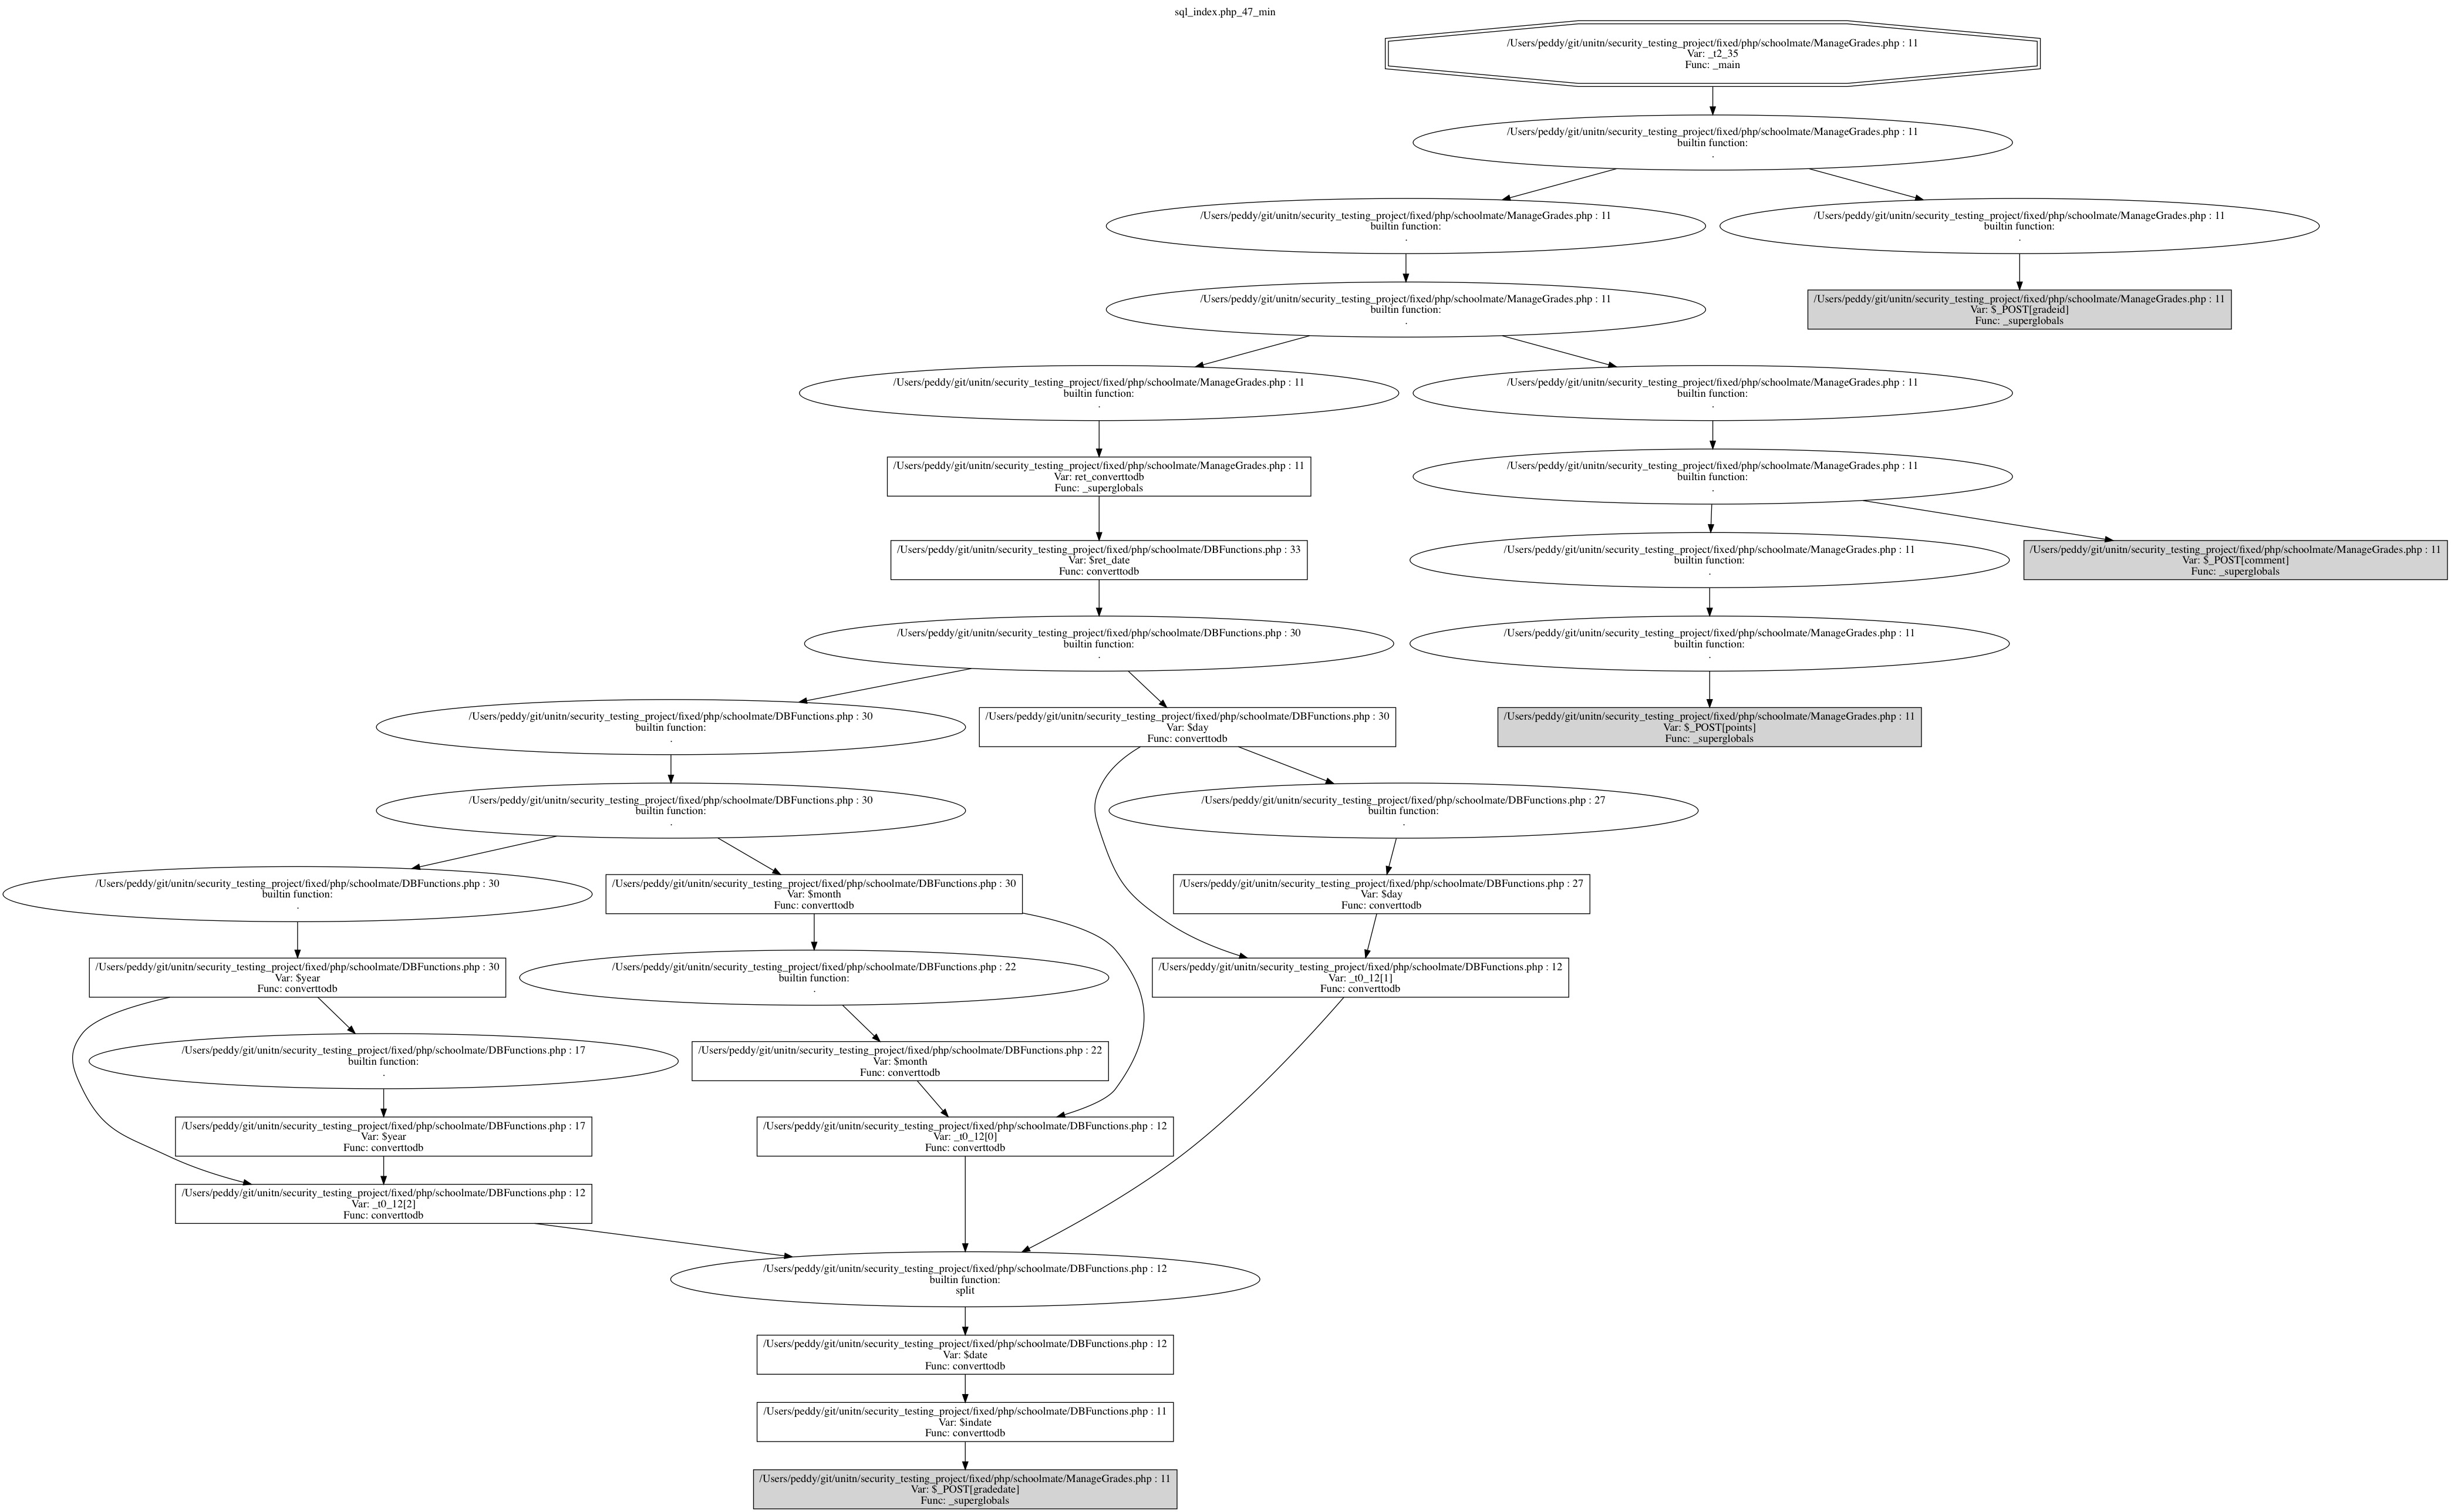 sql_index.php_47_min
/Users/peddy/git/unitn/security_testing_project/fixed/php/schoolmate/ManageGrades.php : 11
Var: _t2_35
Func: _main
/Users/peddy/git/unitn/security_testing_project/fixed/php/schoolmate/ManageGrades.php : 11
builtin function:
.
/Users/peddy/git/unitn/security_testing_project/fixed/php/schoolmate/ManageGrades.php : 11
builtin function:
.
/Users/peddy/git/unitn/security_testing_project/fixed/php/schoolmate/ManageGrades.php : 11
builtin function:
.
/Users/peddy/git/unitn/security_testing_project/fixed/php/schoolmate/ManageGrades.php : 11
builtin function:
.
/Users/peddy/git/unitn/security_testing_project/fixed/php/schoolmate/ManageGrades.php : 11
Var: $_POST[gradeid]
Func: _superglobals
/Users/peddy/git/unitn/security_testing_project/fixed/php/schoolmate/ManageGrades.php : 11
builtin function:
.
/Users/peddy/git/unitn/security_testing_project/fixed/php/schoolmate/ManageGrades.php : 11
builtin function:
.
/Users/peddy/git/unitn/security_testing_project/fixed/php/schoolmate/ManageGrades.php : 11
Var: ret_converttodb
Func: _superglobals
/Users/peddy/git/unitn/security_testing_project/fixed/php/schoolmate/ManageGrades.php : 11
builtin function:
.
/Users/peddy/git/unitn/security_testing_project/fixed/php/schoolmate/DBFunctions.php : 33
Var: $ret_date
Func: converttodb
/Users/peddy/git/unitn/security_testing_project/fixed/php/schoolmate/ManageGrades.php : 11
builtin function:
.
/Users/peddy/git/unitn/security_testing_project/fixed/php/schoolmate/ManageGrades.php : 11
Var: $_POST[comment]
Func: _superglobals
/Users/peddy/git/unitn/security_testing_project/fixed/php/schoolmate/DBFunctions.php : 30
builtin function:
.
/Users/peddy/git/unitn/security_testing_project/fixed/php/schoolmate/ManageGrades.php : 11
builtin function:
.
/Users/peddy/git/unitn/security_testing_project/fixed/php/schoolmate/DBFunctions.php : 30
builtin function:
.
/Users/peddy/git/unitn/security_testing_project/fixed/php/schoolmate/DBFunctions.php : 30
Var: $day
Func: converttodb
/Users/peddy/git/unitn/security_testing_project/fixed/php/schoolmate/ManageGrades.php : 11
Var: $_POST[points]
Func: _superglobals
/Users/peddy/git/unitn/security_testing_project/fixed/php/schoolmate/DBFunctions.php : 30
builtin function:
.
/Users/peddy/git/unitn/security_testing_project/fixed/php/schoolmate/DBFunctions.php : 27
builtin function:
.
/Users/peddy/git/unitn/security_testing_project/fixed/php/schoolmate/DBFunctions.php : 30
builtin function:
.
/Users/peddy/git/unitn/security_testing_project/fixed/php/schoolmate/DBFunctions.php : 30
Var: $month
Func: converttodb
/Users/peddy/git/unitn/security_testing_project/fixed/php/schoolmate/DBFunctions.php : 27
Var: $day
Func: converttodb
/Users/peddy/git/unitn/security_testing_project/fixed/php/schoolmate/DBFunctions.php : 30
Var: $year
Func: converttodb
/Users/peddy/git/unitn/security_testing_project/fixed/php/schoolmate/DBFunctions.php : 22
builtin function:
.
/Users/peddy/git/unitn/security_testing_project/fixed/php/schoolmate/DBFunctions.php : 12
Var: _t0_12[1]
Func: converttodb
/Users/peddy/git/unitn/security_testing_project/fixed/php/schoolmate/DBFunctions.php : 17
builtin function:
.
/Users/peddy/git/unitn/security_testing_project/fixed/php/schoolmate/DBFunctions.php : 22
Var: $month
Func: converttodb
/Users/peddy/git/unitn/security_testing_project/fixed/php/schoolmate/DBFunctions.php : 17
Var: $year
Func: converttodb
/Users/peddy/git/unitn/security_testing_project/fixed/php/schoolmate/DBFunctions.php : 12
Var: _t0_12[0]
Func: converttodb
/Users/peddy/git/unitn/security_testing_project/fixed/php/schoolmate/DBFunctions.php : 12
Var: _t0_12[2]
Func: converttodb
/Users/peddy/git/unitn/security_testing_project/fixed/php/schoolmate/DBFunctions.php : 12
builtin function:
split
/Users/peddy/git/unitn/security_testing_project/fixed/php/schoolmate/DBFunctions.php : 12
Var: $date
Func: converttodb
/Users/peddy/git/unitn/security_testing_project/fixed/php/schoolmate/DBFunctions.php : 11
Var: $indate
Func: converttodb
/Users/peddy/git/unitn/security_testing_project/fixed/php/schoolmate/ManageGrades.php : 11
Var: $_POST[gradedate]
Func: _superglobals